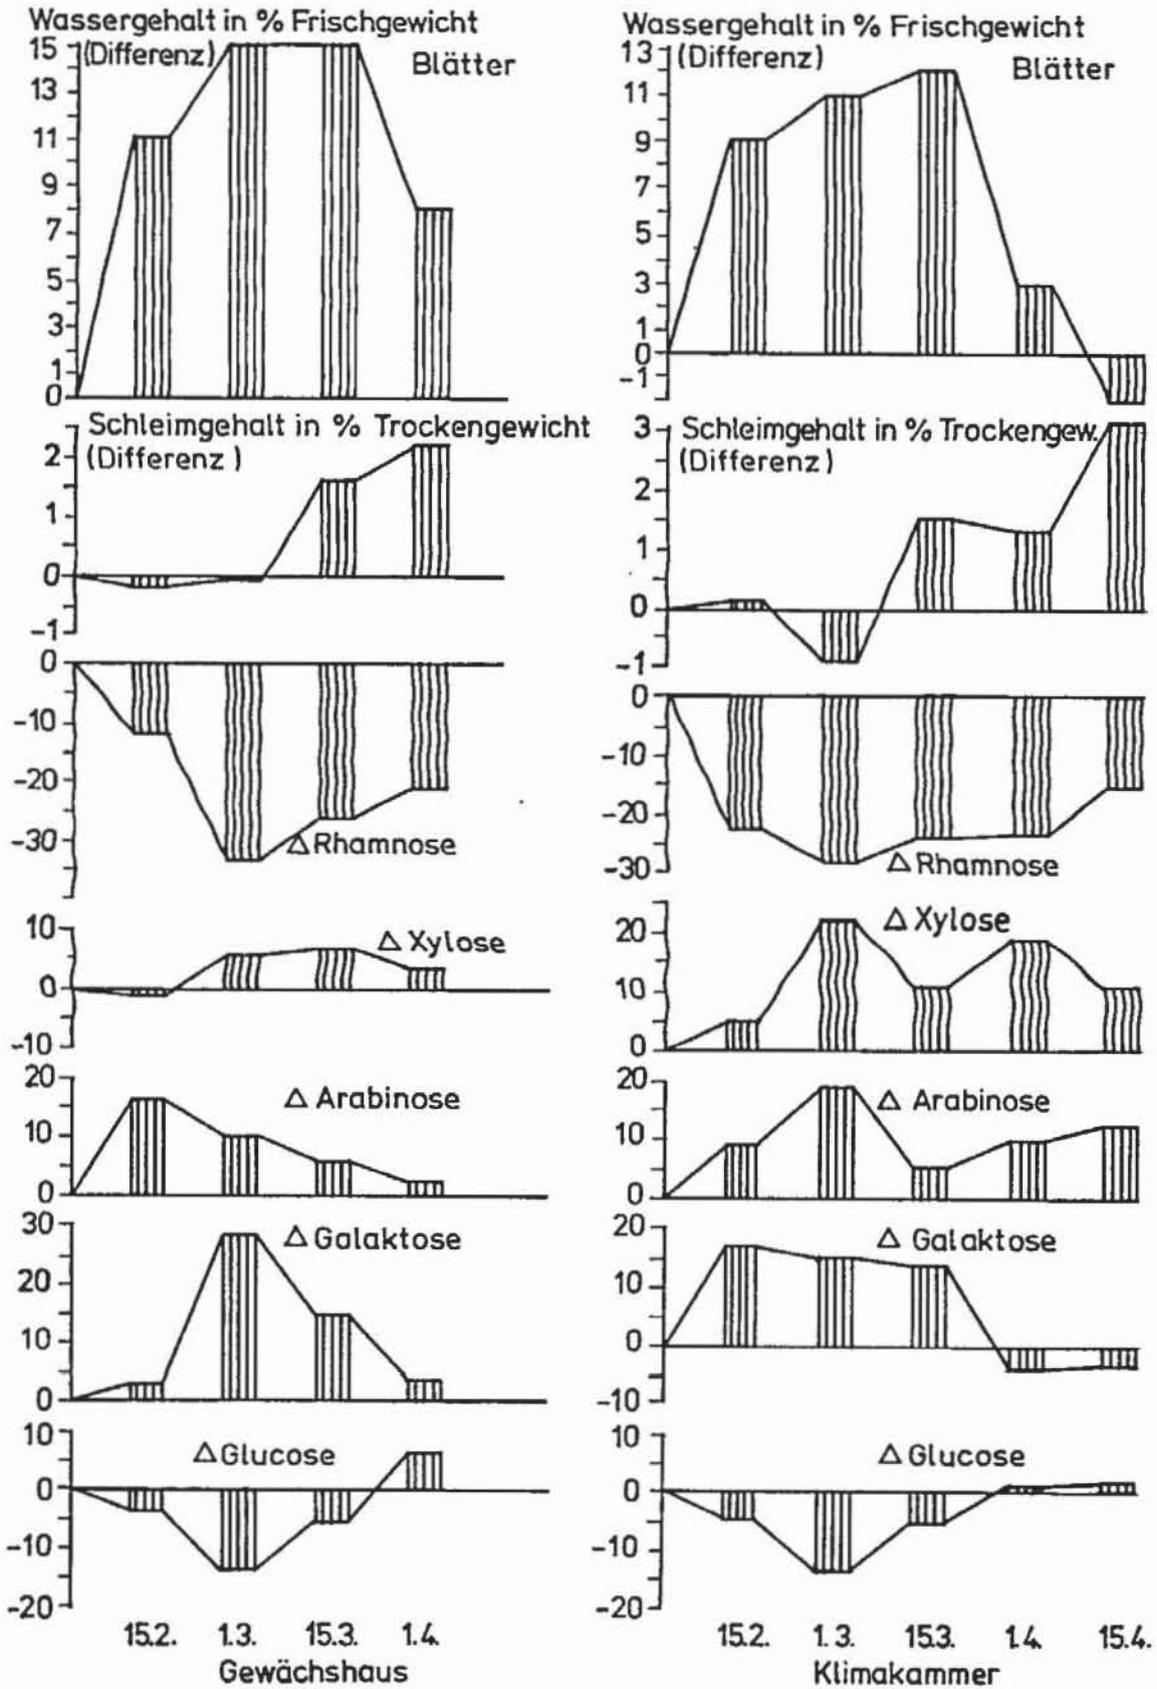 Wassergehalt in % Frischgewicht
(Differenz)
Blätter
15
13
11
9
7
5
3
1
0
Schleimgehalt in % Trockengewicht
(Differenz)
2
1
0
-1
0
-10
-20
-30
Δ Rhamnose
10
0
-10
Δ Xylose
20
10
0
Δ Arabinose
30
20
10
0
Δ Galaktose
10
0
-10
-20
Δ Glucose
15.2. 1.3. 15.3. 1.4.
Gewächshaus
Wassergehalt in % Frischgewicht
(Differenz)
Blätter
13
11
9
7
5
3
1
0
-1
Schleimgehalt in % Trockengew.
(Differenz)
3
2
1
0
-1
0
-10
-20
-30
Δ Rhamnose
20
10
0
Δ Xylose
20
10
0
Δ Arabinose
20
10
0
-10
Δ Galaktose
10
0
-10
-20
Δ Glucose
15.2. 1.3. 15.3. 1.4. 15.4.
Klimakammer